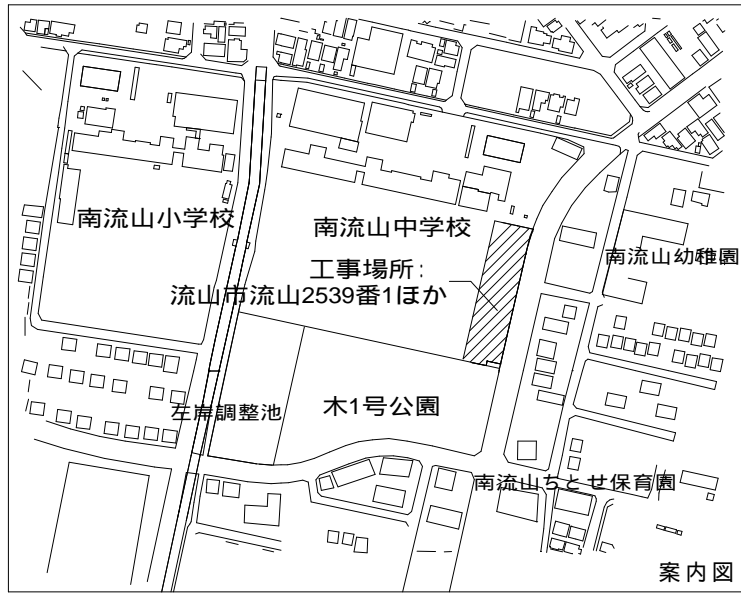 南流山小学校
南流山中学校
南流山幼稚園
工事場所:
流山市流山2539番1ほか
左岸調整池
木1号公園
南流山ちとせ保育園
案内図